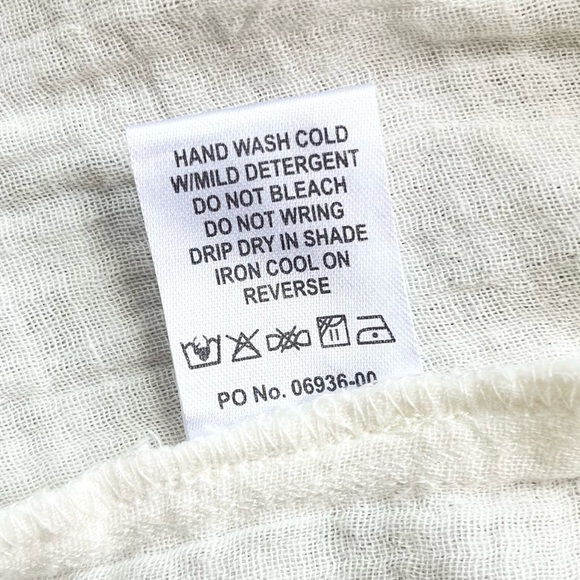 HAND WASH COLD
W/MILD DETERGENT
DO NOT BLEACH
DO NOT WRING
DRIP DRY IN SHADE
IRON COOL ON
REVERSE
PO No. 06936-00